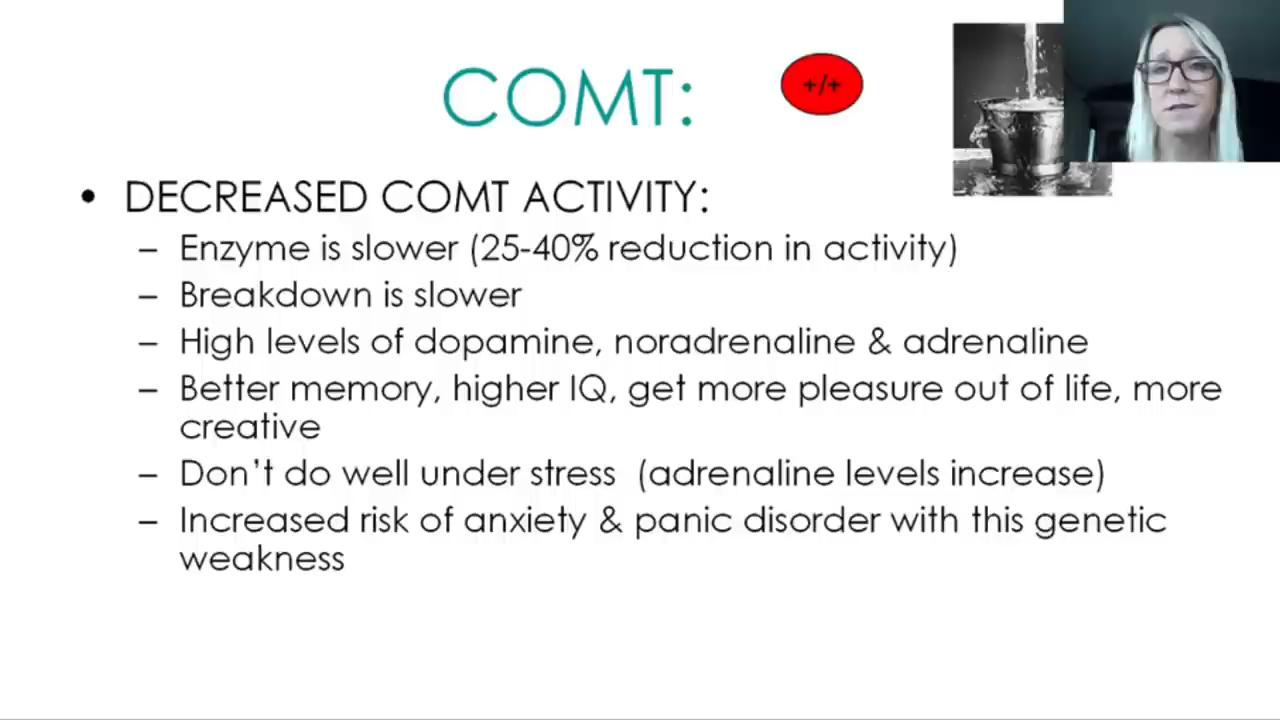 COMT:
+/+
• DECREASED COMT ACTIVITY:
– Enzyme is slower (25-40% reduction in activity)
– Breakdown is slower
– High levels of dopamine, noradrenaline & adrenaline
– Better memory, higher IQ, get more pleasure out of life, more
creative
– Don't do well under stress  (adrenaline levels increase)
– Increased risk of anxiety & panic disorder with this genetic
weakness